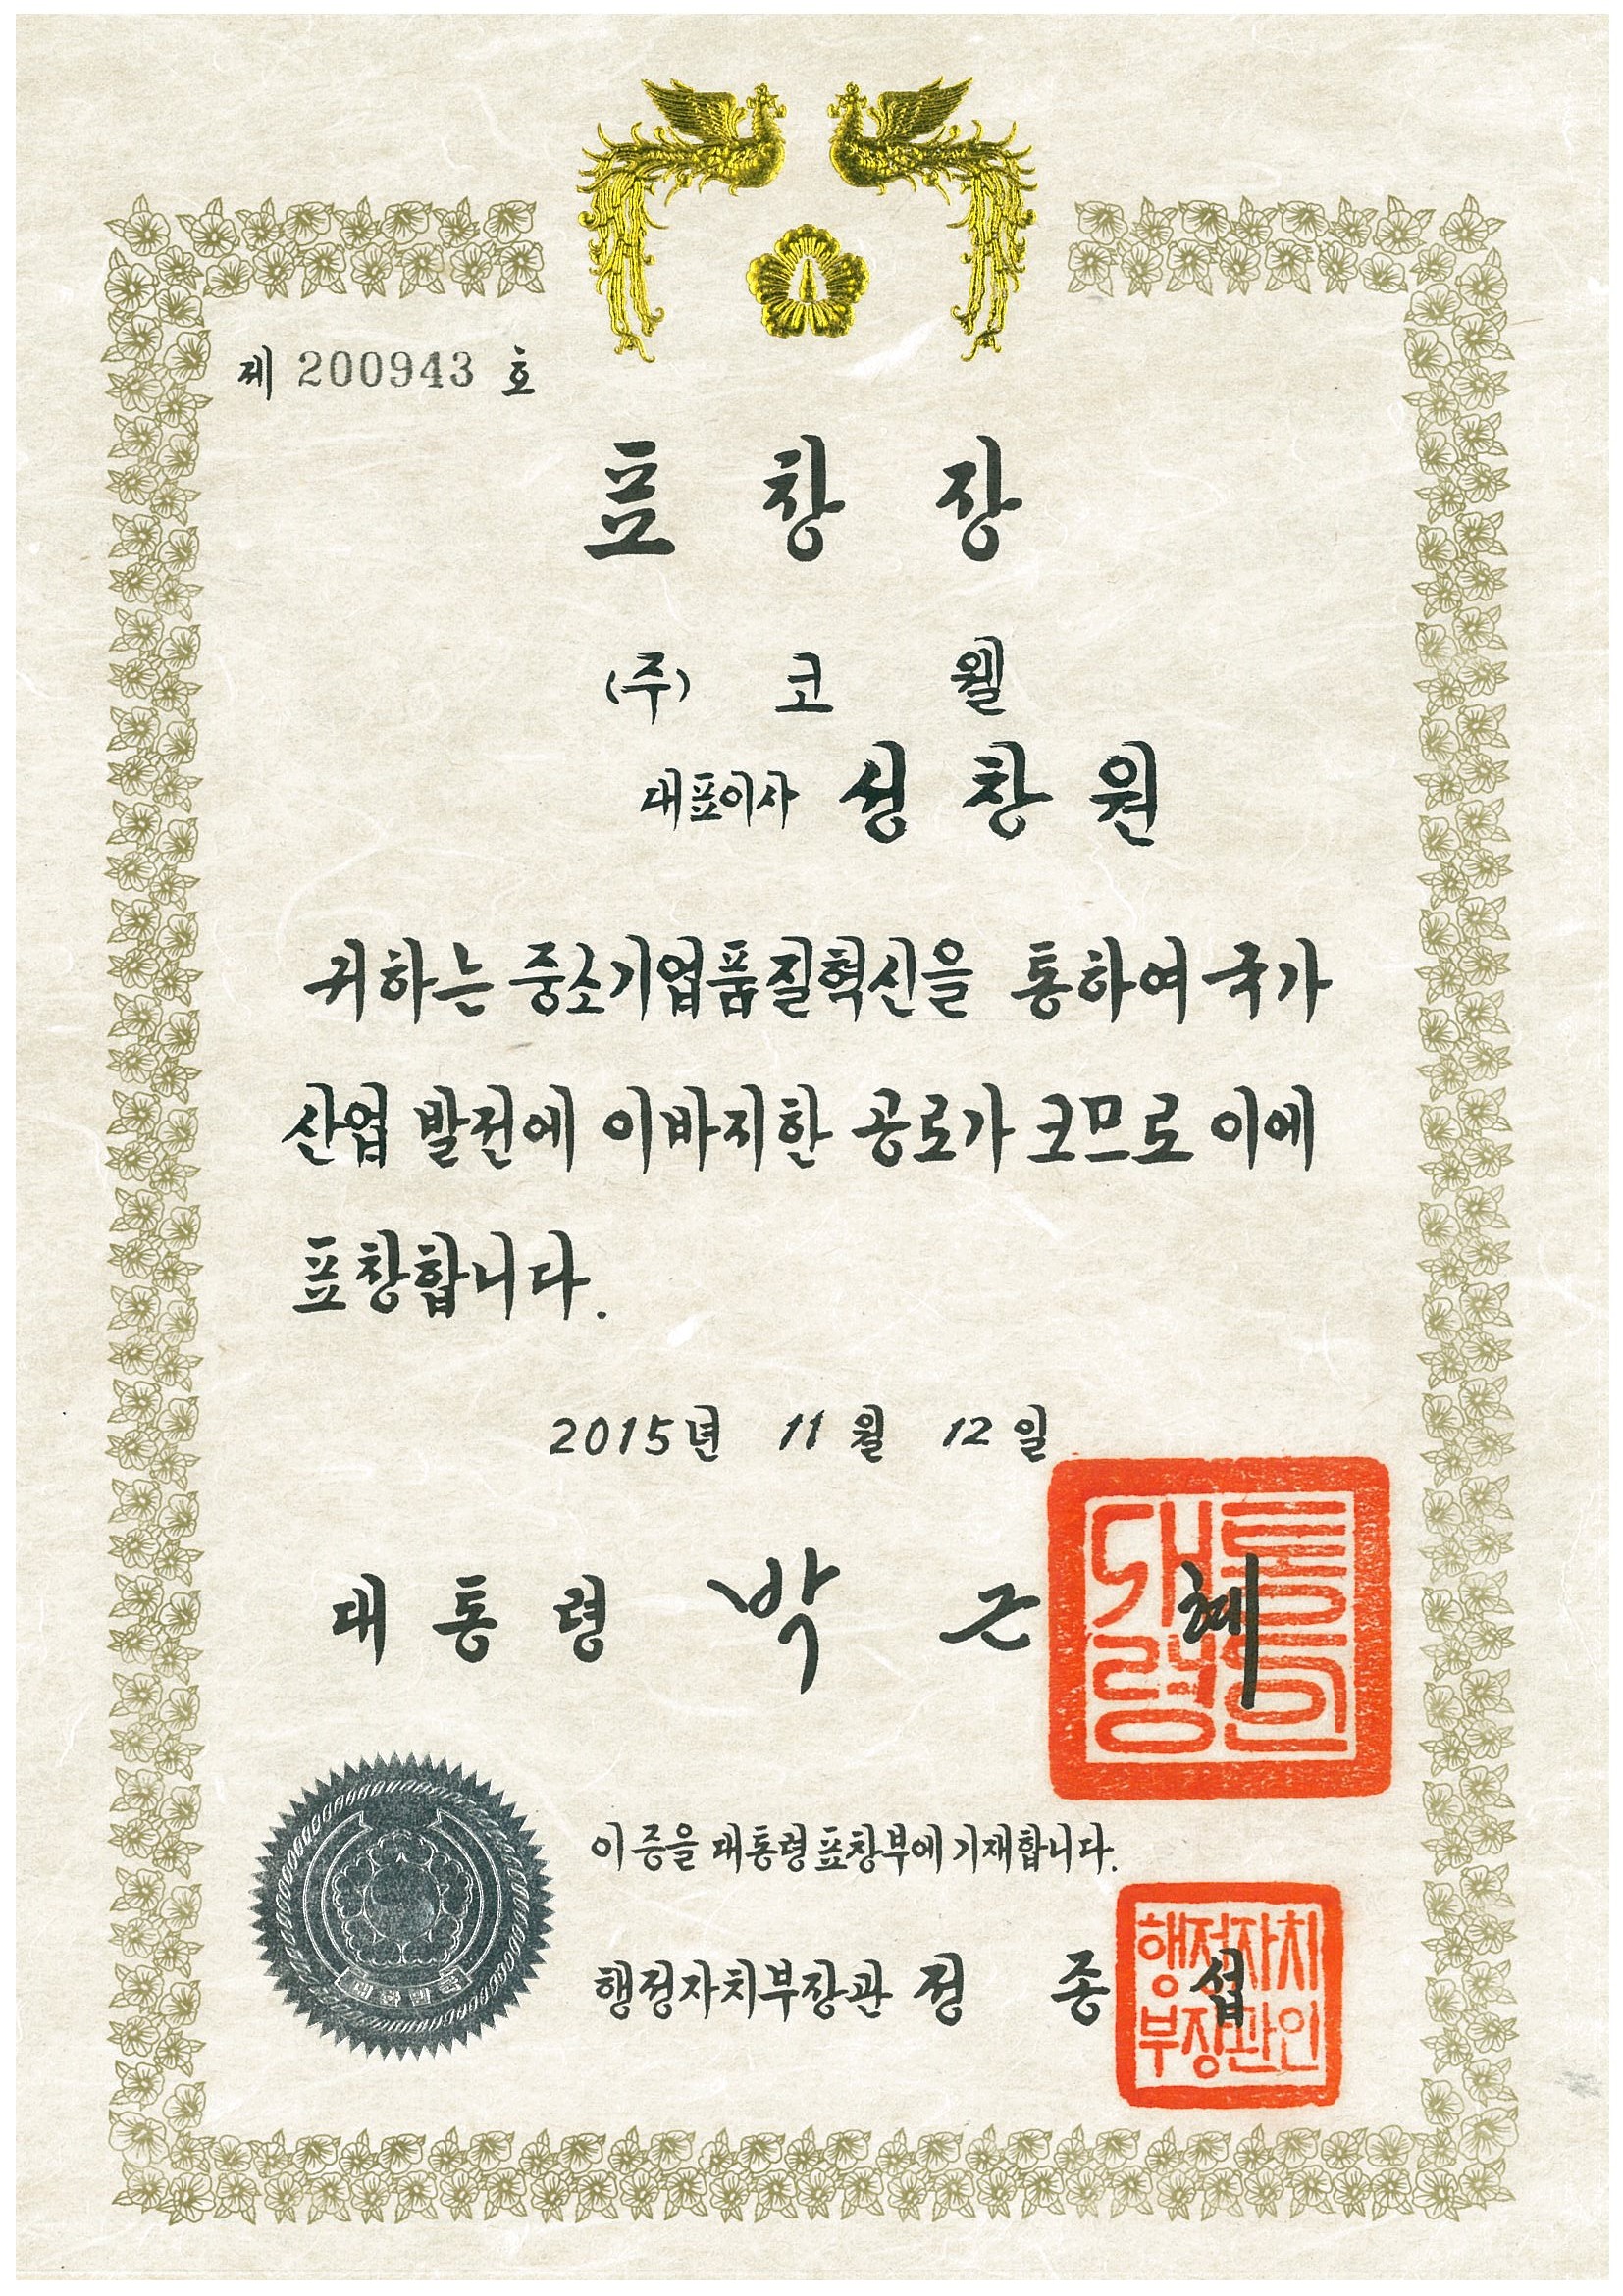 제 200943 호
표 창 장
(주) 코 웰
대표이사 성 창 원
귀하는 중소기업품질혁신을 통하여 국가
산업 발전에 이바지한 공로가 크므로 이에
표창합니다.
2015년 11월 12일
대 통 령 박 근 혜
대통령인
이 증을 대통령표창부에 기재합니다.
행정자치부장관 정 종 섭
행정자치
부장관인
대한민국